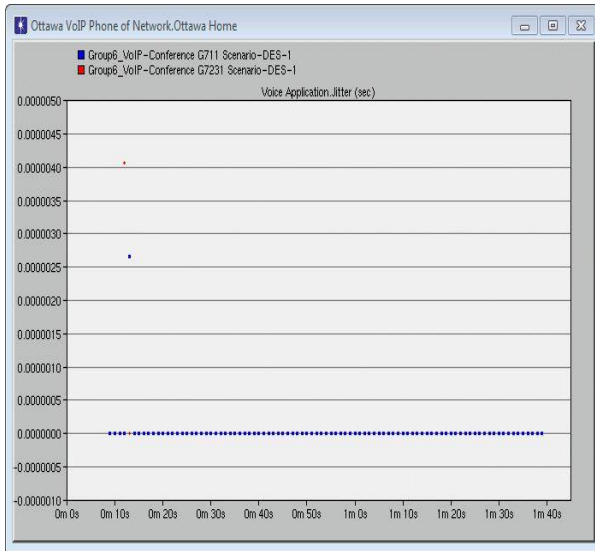 Ottawa VoIP Phone of Network.Ottawa Home
Group6_VoIP-Conference G711 Scenario-DES-1
Group6_VoIP-Conference G7231 Scenario-DES-1
Voice Application.Jitter (sec)
0.0000050
0.0000045
0.0000040
0.0000035
0.0000030
0.0000025
0.0000020
0.0000015
0.0000010
0.0000005
0.0000000
-0.0000005
-0.0000010
0m 0s 0m 10s 0m 20s 0m 30s 0m 40s 0m 50s 1m 0s 1m 10s 1m 20s 1m 30s 1m 40s